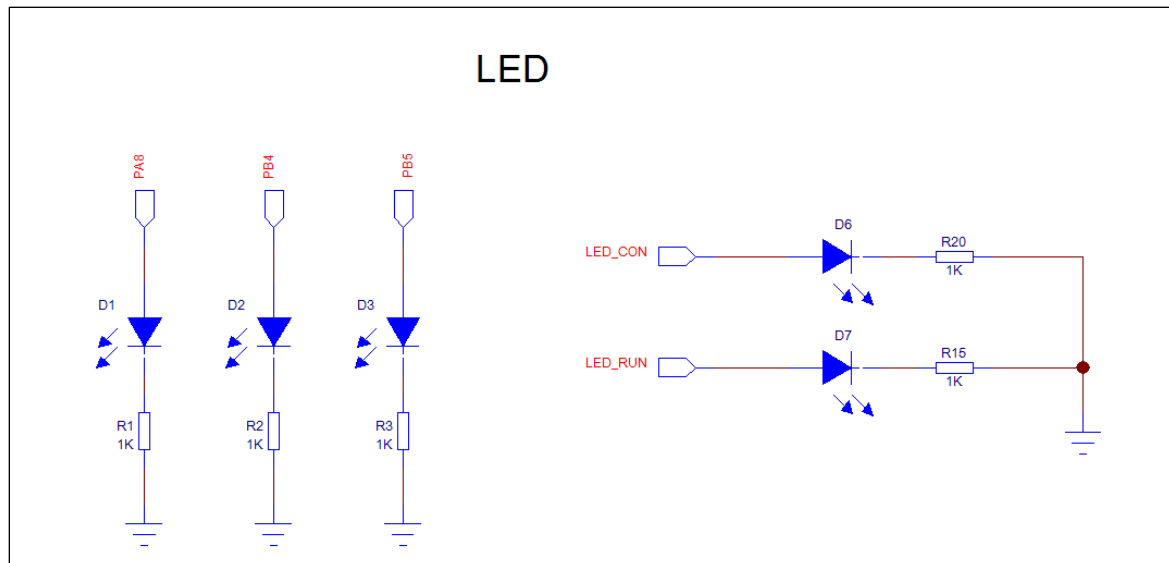 LED
PA8
PB4
PB5
D1
D2
D3
R1
1K
R2
1K
R3
1K
LED_CON
D6
R20
1K
LED_RUN
D7
R15
1K